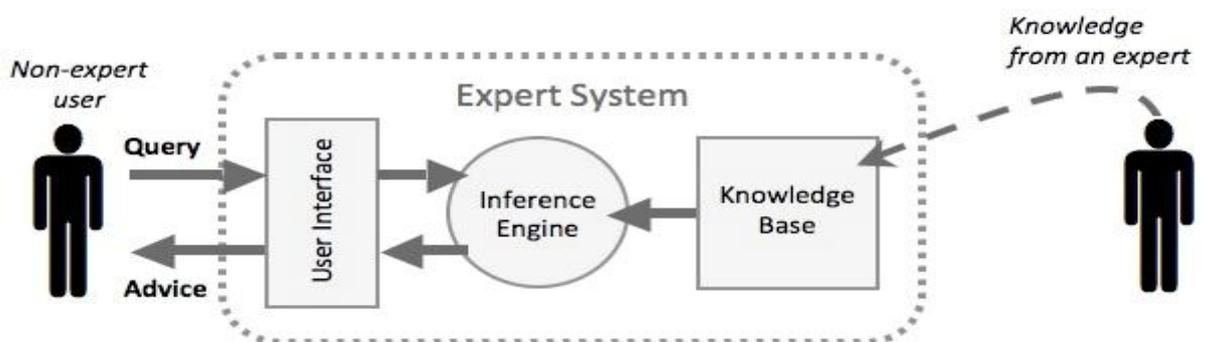 Non-expert
user
Query
Advice
Expert System
User Interface
Inference
Engine
Knowledge
Base
Knowledge
from an expert